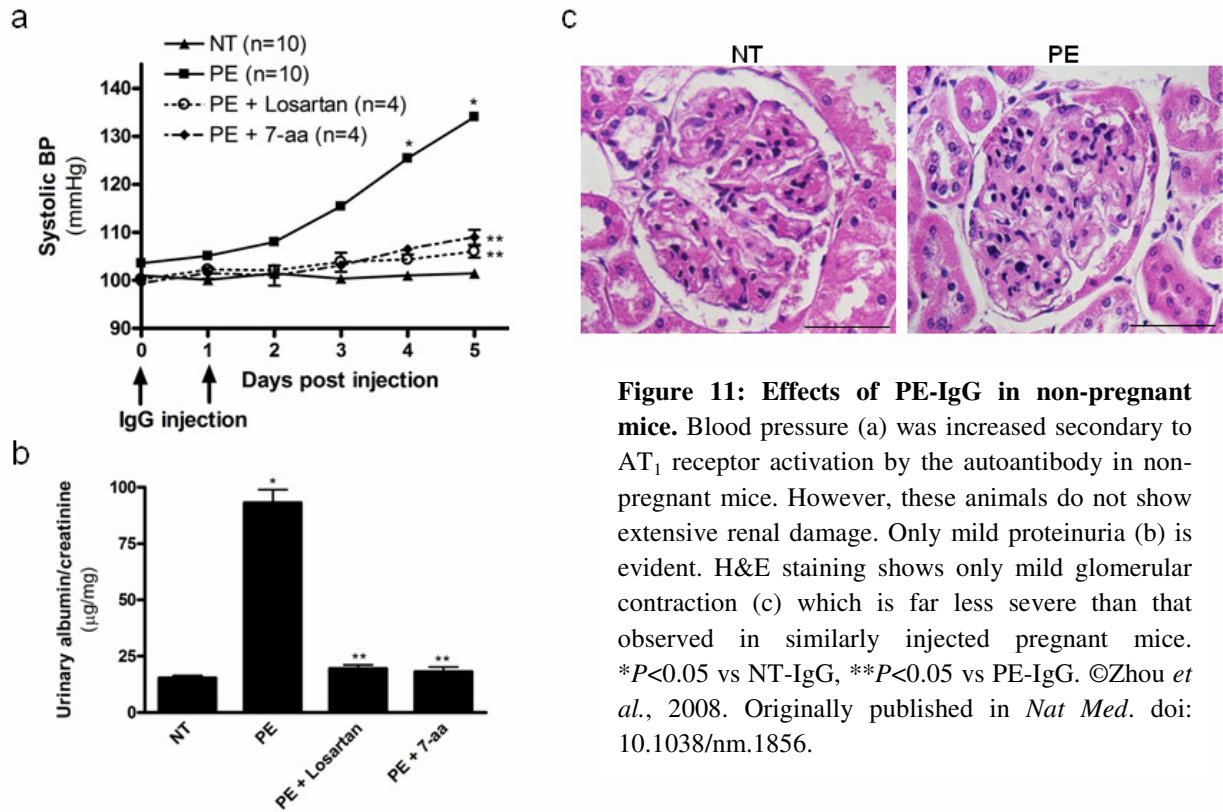 a
NT (n=10)
PE (n=10)
PE + Losartan (n=4)
PE + 7-aa (n=4)
Systolic BP
(mmHg)
140
130
120
110
100
90
*
*
**
**
0 1 2 3 4 5
Days post injection
IgG injection
b
Urinary albumin/creatinine
(µg/mg)
100
75
50
25
0
*
**
**
NT
PE
PE + Losartan
PE + 7-aa
c
NT
PE
Figure 11: Effects of PE-IgG in non-pregnant
mice. Blood pressure (a) was increased secondary to
AT₁ receptor activation by the autoantibody in non-
pregnant mice. However, these animals do not show
extensive renal damage. Only mild proteinuria (b) is
evident. H&E staining shows only mild glomerular
contraction (c) which is far less severe than that
observed in similarly injected pregnant mice.
*P<0.05 vs NT-IgG, **P<0.05 vs PE-IgG. ©Zhou et
al., 2008. Originally published in Nat Med. doi:
10.1038/nm.1856.